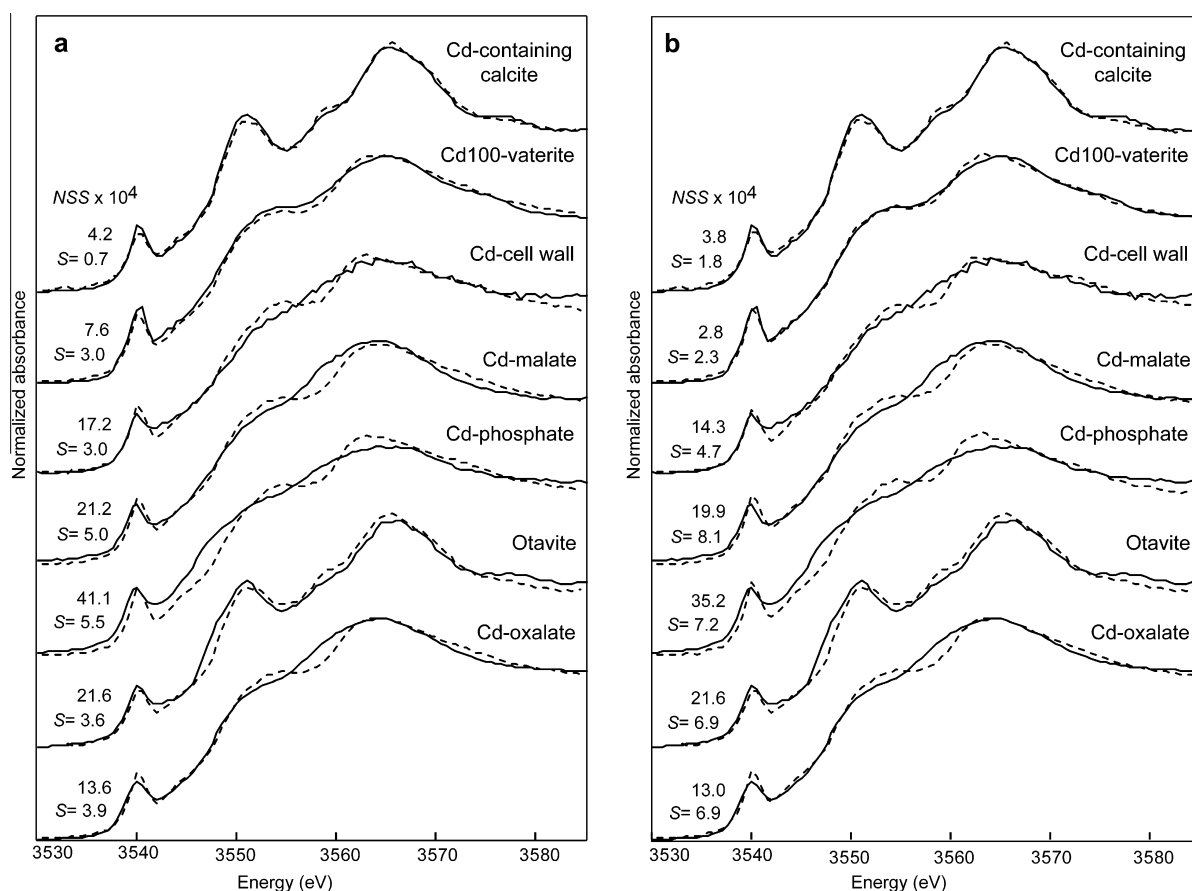 a
Cd-containing
calcite
Cd100-vaterite
NSS x 10⁴
4.2
S= 0.7
Cd-cell wall
7.6
S= 3.0
Cd-malate
17.2
S= 3.0
Cd-phosphate
21.2
S= 5.0
Otavite
41.1
S= 5.5
Cd-oxalate
21.6
S= 3.6
13.6
S= 3.9
Normalized absorbance
3530 3540 3550 3560 3570 3580
Energy (eV)
b
Cd-containing
calcite
Cd100-vaterite
NSS x 10⁴
3.8
S= 1.8
Cd-cell wall
2.8
S= 2.3
Cd-malate
14.3
S= 4.7
Cd-phosphate
19.9
S= 8.1
Otavite
35.2
S= 7.2
Cd-oxalate
21.6
S= 6.9
13.0
S= 6.9
Normalized absorbance
3530 3540 3550 3560 3570 3580
Energy (eV)